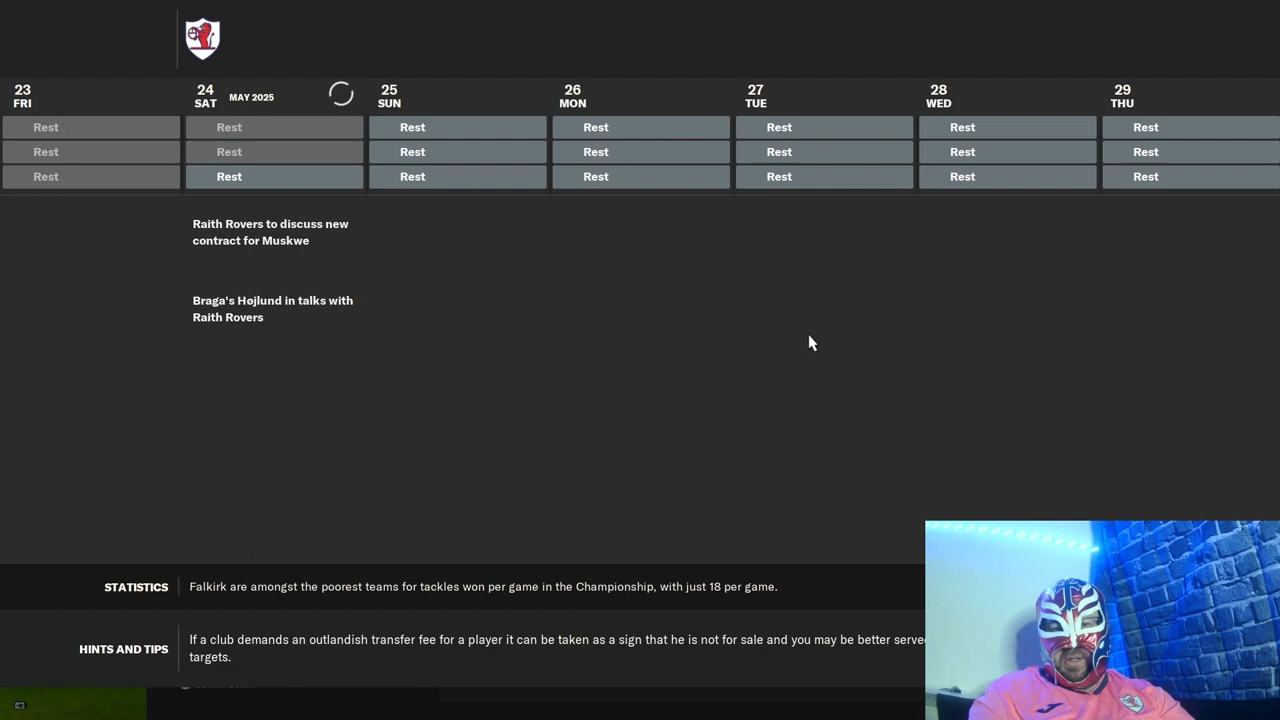 23
FRI
24
SAT
MAY 2025
25
SUN
26
MON
27
TUE
28
WED
29
THU
Rest Rest Rest Rest Rest Rest Rest
Rest Rest Rest Rest Rest Rest Rest
Rest Rest Rest Rest Rest Rest Rest
Raith Rovers to discuss new
contract for Muskwe
Braga's Højlund in talks with
Raith Rovers
STATISTICS
Falkirk are amongst the poorest teams for tackles won per game in the Championship, with just 18 per game.
HINTS AND TIPS
If a club demands an outlandish transfer fee for a player it can be taken as a sign that he is not for sale and you may be better
targets.